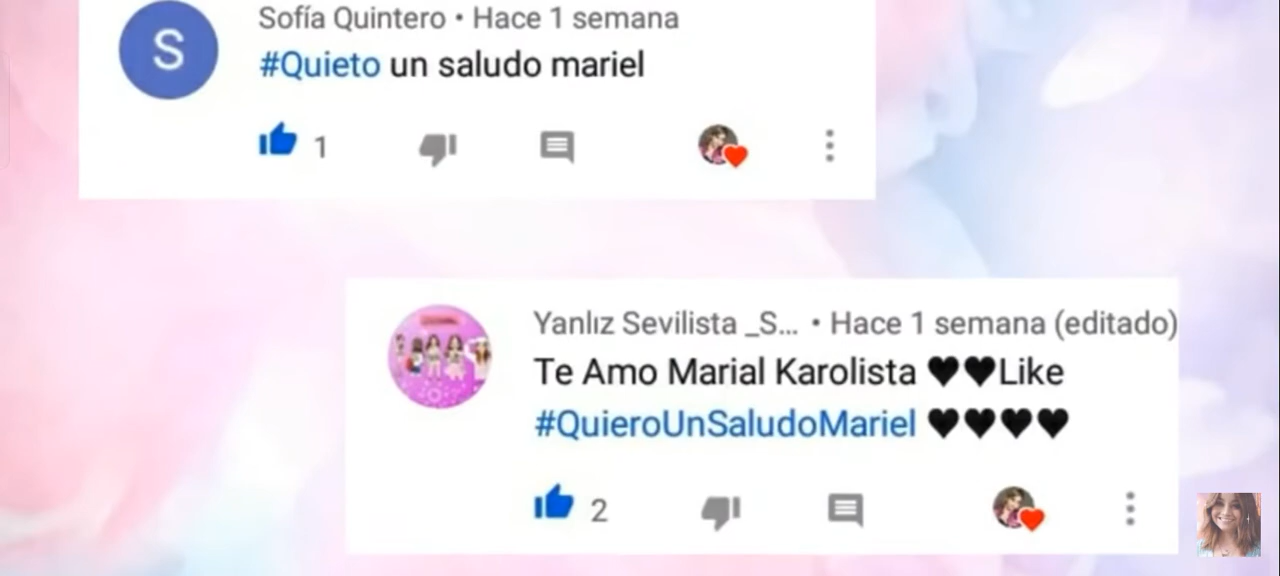 Sofía Quintero • Hace 1 semana
#Quieto un saludo mariel
1
Yanlız Sevilista _S... • Hace 1 semana (editado)
Te Amo Marial Karolista ♥♥Like
#QuieroUnSaludoMariel ♥♥♥♥
2